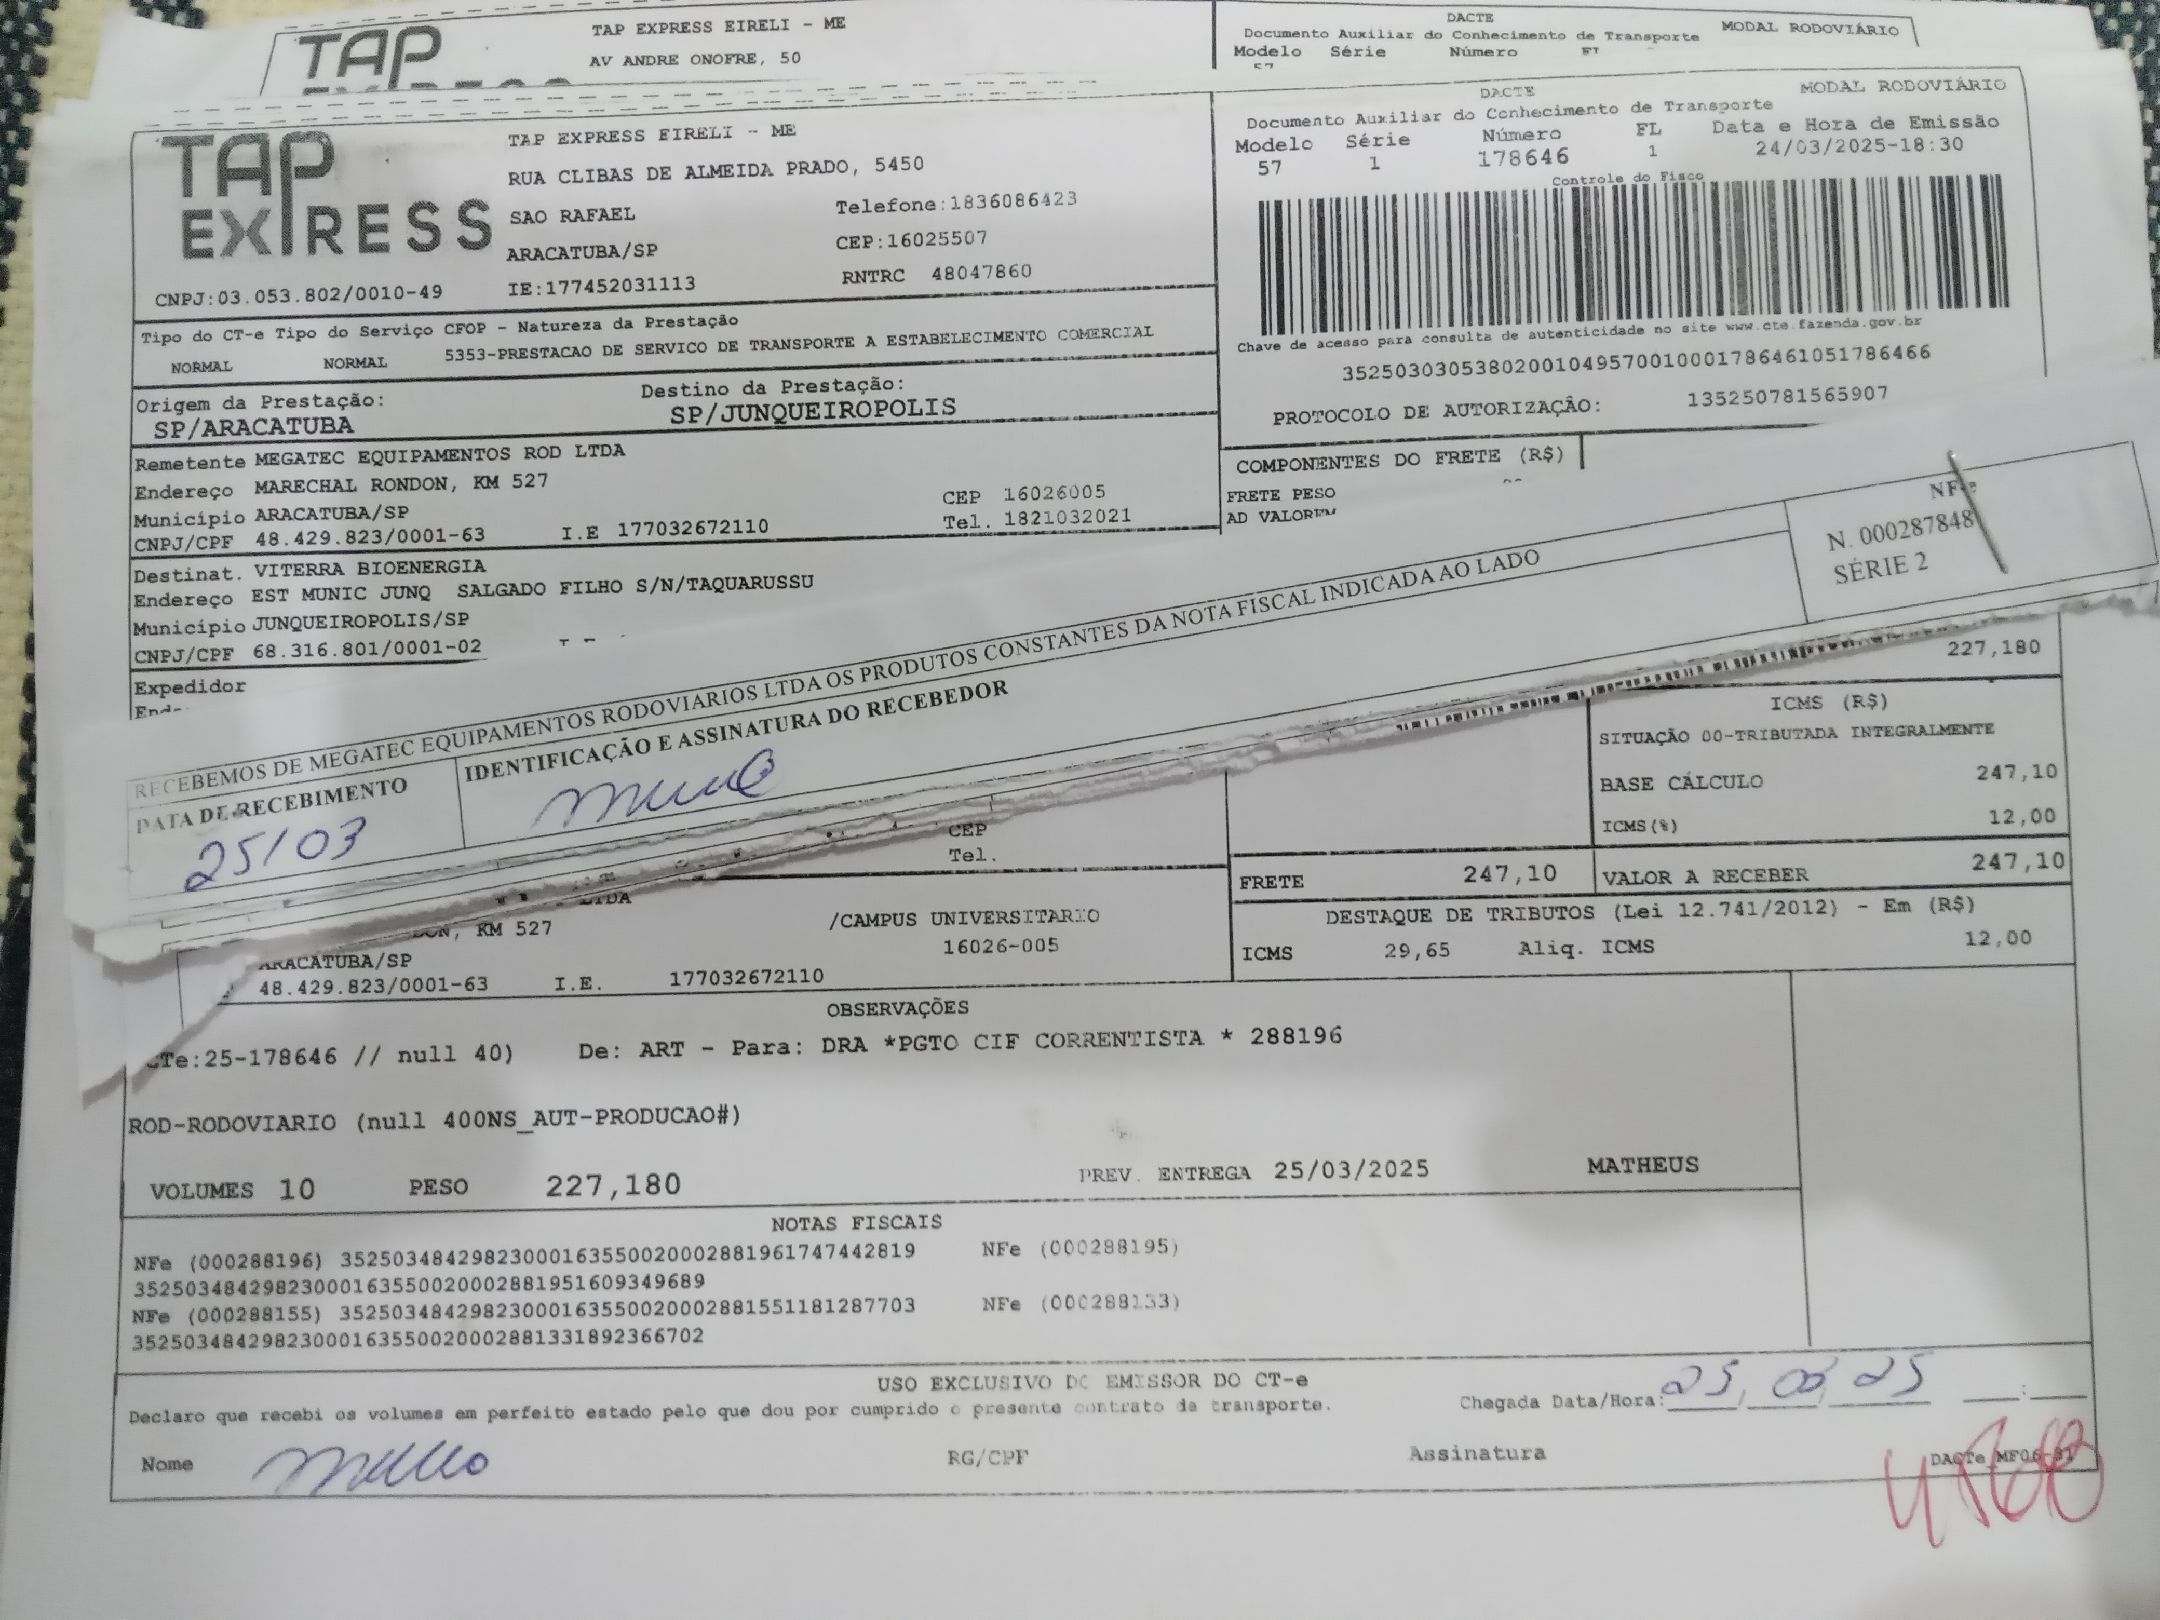 TAP
TAP EXPRESS EIRELI - ME
AV ANDRE ONOFRE, 50
DACTE
Documento Auxiliar do Conhecimento de Transporte
MODAL RODOVIÁRIO
Modelo Série Número
57
TAP
EXPRESS
CNPJ:03.053.802/0010-49
TAP EXPRESS EIRELI - ME
RUA CLIBAS DE ALMEIDA PRADO, 5450
SAO RAFAEL
Telefone:1836086423
ARACATUBA/SP
CEP:16025507
IE:177452031113
RNTRC 48047860
DACTE
MODAL RODOVIÁRIO
Documento Auxiliar do Conhecimento de Transporte
Modelo Série Número FL Data e Hora de Emissão
57 1 178646 1 24/03/2025-18:30
Controle do Fisco
Chave de acesso para consulta de autenticidade no site www.cte.fazenda.gov.br
35250303053802001049570010001786461051786466
PROTOCOLO DE AUTORIZAÇÃO: 135250781565907
Tipo do CT-e Tipo do Serviço CFOP - Natureza da Prestação
NORMAL NORMAL 5353-PRESTACAO DE SERVICO DE TRANSPORTE A ESTABELECIMENTO COMERCIAL
Origem da Prestação: Destino da Prestação:
SP/ARACATUBA SP/JUNQUEIROPOLIS
Remetente MEGATEC EQUIPAMENTOS ROD LTDA
Endereço MARECHAL RONDON, KM 527
Município ARACATUBA/SP CEP 16026005
CNPJ/CPF 48.429.823/0001-63 I.E 177032672110 Tel. 1821032021
Destinat. VITERRA BIOENERGIA
Endereço EST MUNIC JUNQ SALGADO FILHO S/N/TAQUARUSSU
Município JUNQUEIROPOLIS/SP
CNPJ/CPF 68.316.801/0001-02
Expedidor
COMPONENTES DO FRETE (R$)
FRETE PESO
AD VALOREM
RECEBEMOS DE MEGATEC EQUIPAMENTOS RODOVIARIOS LTDA OS PRODUTOS CONSTANTES DA NOTA FISCAL INDICADA AO LADO
DATA DE RECEBIMENTO
IDENTIFICAÇÃO E ASSINATURA DO RECEBEDOR
25/03
NF-e
N. 000287848
SÉRIE 2
227,180
ICMS (R$)
SITUAÇÃO 00-TRIBUTADA INTEGRALMENTE
BASE CÁLCULO 247,10
ICMS(%) 12,00
FRETE 247,10 VALOR A RECEBER 247,10
DESTAQUE DE TRIBUTOS (Lei 12.741/2012) - Em (R$)
ICMS 29,65 Aliq. ICMS 12,00
CEP
Tel.
LTDA
KM 527 /CAMPUS UNIVERSITARIO
ARACATUBA/SP 16026-005
48.429.823/0001-63 I.E. 177032672110
OBSERVAÇÕES
CTe:25-178646 // null 40) De: ART - Para: DRA *PGTO CIF CORRENTISTA * 288196
ROD-RODOVIARIO (null 400NS_AUT-PRODUCAO#)
VOLUMES 10 PESO 227,180 PREV. ENTREGA 25/03/2025 MATHEUS
NOTAS FISCAIS
NFe (000288196) 35250348429823000163550020002881961747442819 NFe (000288195)
35250348429823000163550020002881951609349689
NFe (000288155) 35250348429823000163550020002881551181287703 NFe (000288133)
35250348429823000163550020002881331892366702
USO EXCLUSIVO DO EMISSOR DO CT-e
Declaro que recebi os volumes em perfeito estado pelo que dou por cumprido o presente contrato de transporte.
Chegada Data/Hora:
Nome RG/CPF Assinatura